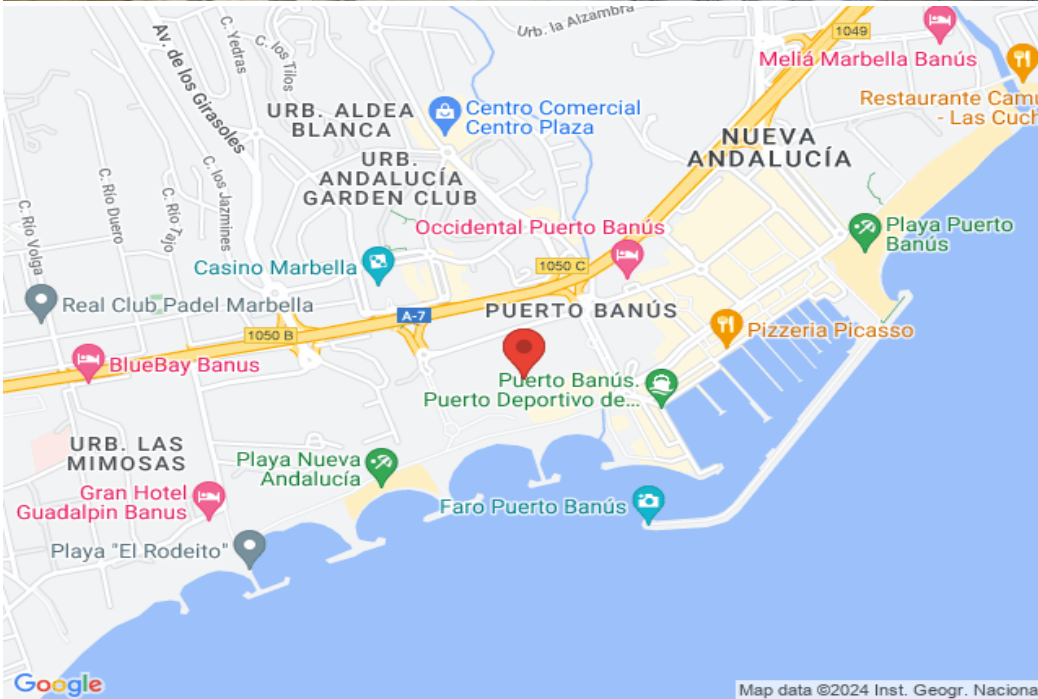 Urb. la Alzambra
1049
C. Yedras
Av. de los Girasoles
C. los Tilos
Meliá Marbella Banús
URB. ALDEA
BLANCA
Centro Comercial
Centro Plaza
Restaurante Camu
- Las Cuch
NUEVA
ANDALUCÍA
URB.
ANDALUCÍA
GARDEN CLUB
C. Río Duero
C. Río Tajo
C. los Jazmines
C. Río Volga
Occidental Puerto Banús
Playa Puerto
Banús
Casino Marbella
1050 C
Real Club Padel Marbella
A-7
PUERTO BANÚS
1050 B
Pizzeria Picasso
BlueBay Banus
Puerto Banús.
Puerto Deportivo de...
URB. LAS
MIMOSAS
Playa Nueva
Andalucía
Gran Hotel
Guadalpin Banus
Faro Puerto Banús
Playa "El Rodeito"
Google
Map data ©2024 Inst. Geogr. Naciona